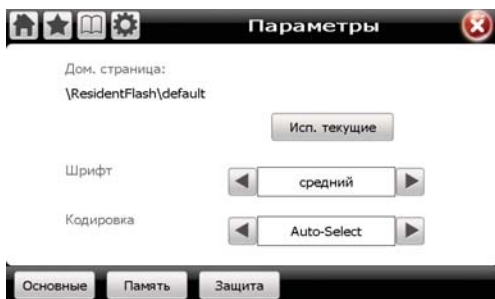 Параметры
Дом. страница:
\ResidentFlash\default
Исп. текущие
Шрифт
средний
Кодировка
Auto-Select
Основные Память Защита